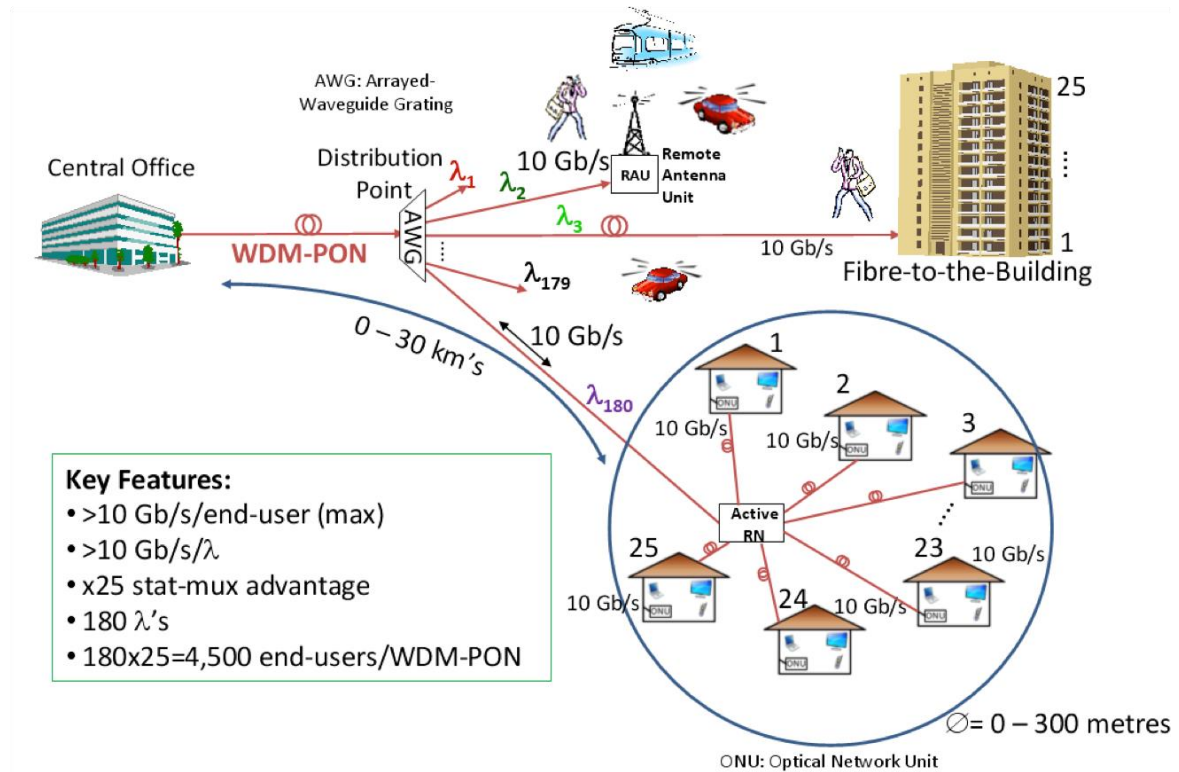 AWG: Arrayed-
Waveguide Grating
Central Office
Distribution
Point
AWG
WDM-PON
λ1
λ2
10 Gb/s
RAU
Remote
Antenna
Unit
λ3
10 Gb/s
25
1
Fibre-to-the-Building
λ179
0 – 30 km's
10 Gb/s
λ180
Key Features:
• >10 Gb/s/end-user (max)
• >10 Gb/s/λ
• x25 stat-mux advantage
• 180 λ's
• 180x25=4,500 end-users/WDM-PON
1
ONU
10 Gb/s
2
ONU
10 Gb/s
3
ONU
Active
RN
25
ONU
10 Gb/s
24
ONU
10 Gb/s
23
ONU
10 Gb/s
∅= 0 – 300 metres
ONU: Optical Network Unit